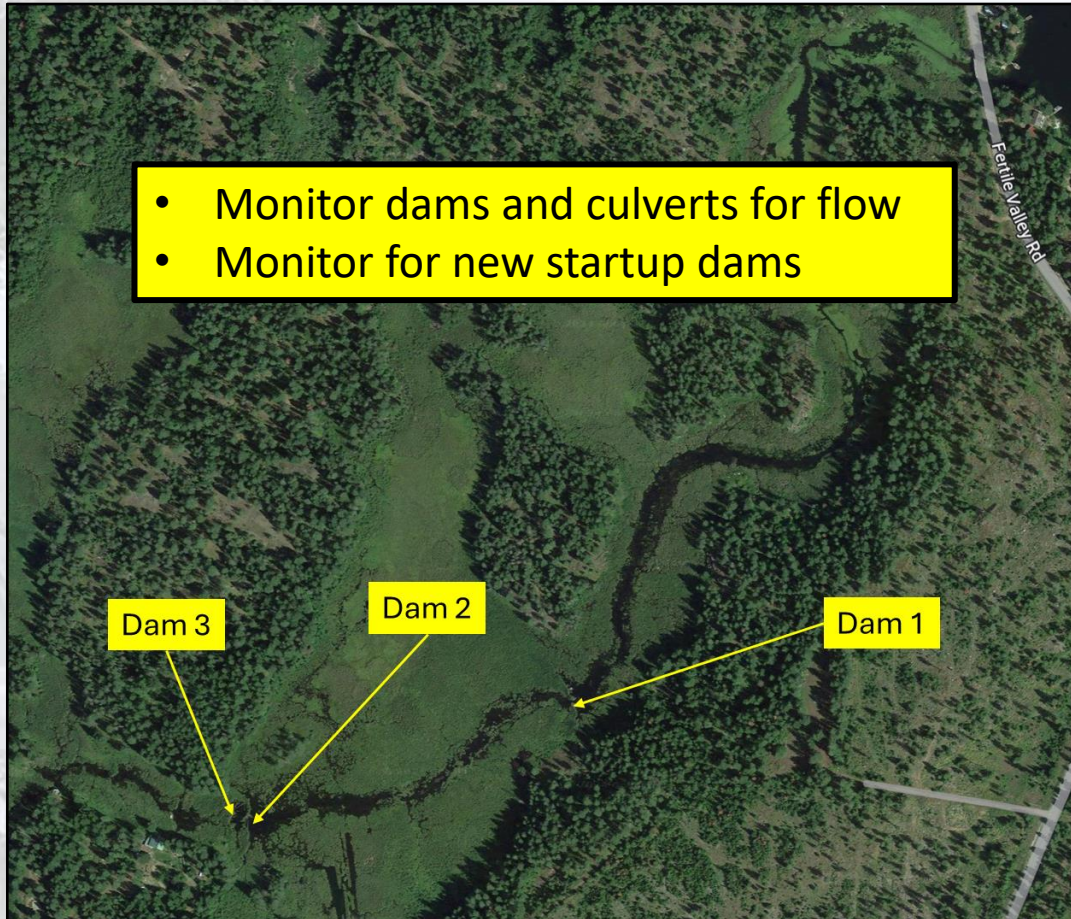 • Monitor dams and culverts for flow
• Monitor for new startup dams
Fertile Valley Rd
Dam 3
Dam 2
Dam 1